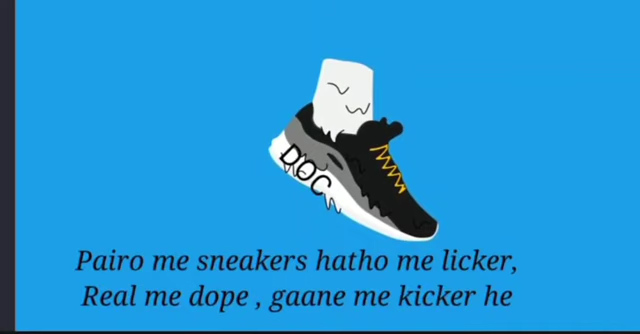 DOC
Pairo me sneakers hatho me licker,
Real me dope , gaane me kicker he